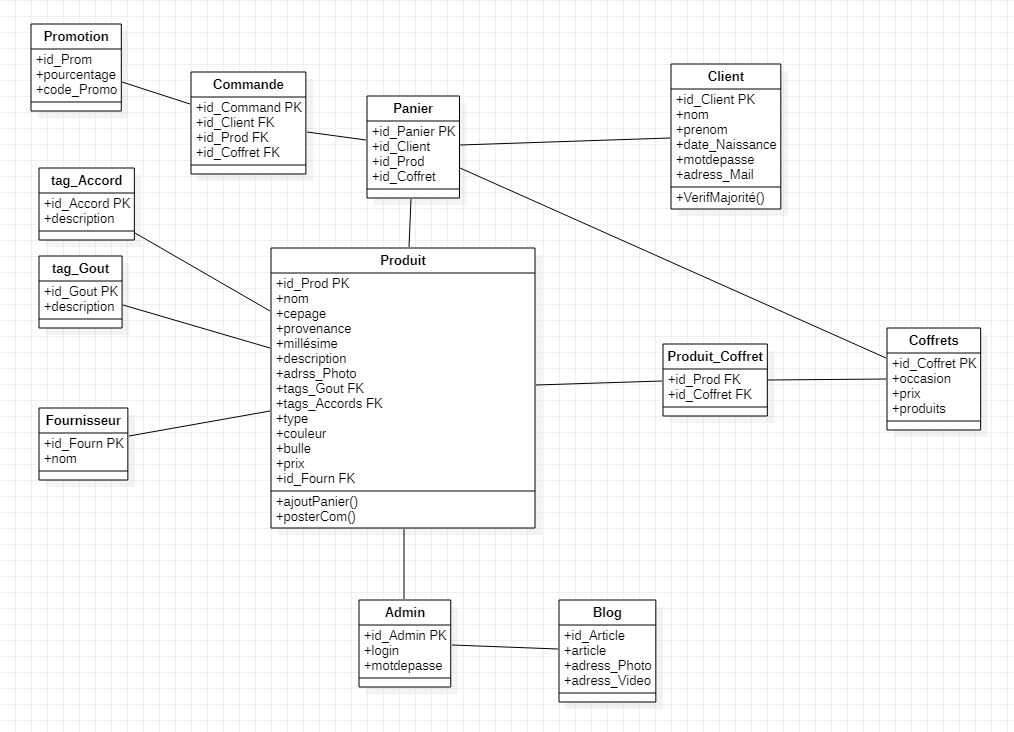 Promotion
+id_Prom
+pourcentage
+code_Promo
Commande
+id_Command PK
+id_Client FK
+id_Prod FK
+id_Coffret FK
Panier
+id_Panier PK
+id_Client
+id_Prod
+id_Coffret
Client
+id_Client PK
+nom
+prenom
+date_Naissance
+motdepasse
+adress_Mail
+VerifMajorité()
tag_Accord
+id_Accord PK
+description
tag_Gout
+id_Gout PK
+description
Fournisseur
+id_Fourn PK
+nom
Produit
+id_Prod PK
+nom
+cepage
+provenance
+millésime
+description
+adrss_Photo
+tags_Gout FK
+tags_Accords FK
+type
+couleur
+bulle
+prix
+id_Fourn FK
+ajoutPanier()
+posterCom()
Produit_Coffret
+id_Prod FK
+id_Coffret FK
Coffrets
+id_Coffret PK
+occasion
+prix
+produits
Admin
+id_Admin PK
+login
+motdepasse
Blog
+id_Article
+article
+adress_Photo
+adress_Video